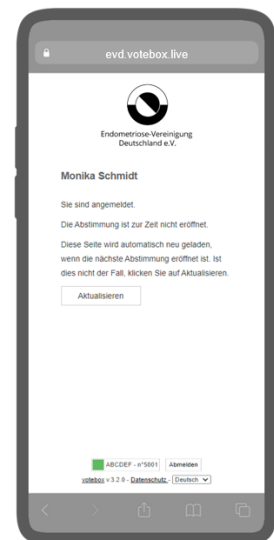 evd.votebox.live
Endometriose-Vereinigung
Deutschland e.V.
Monika Schmidt
Sie sind angemeldet.
Die Abstimmung ist zur Zeit nicht eröffnet.
Diese Seite wird automatisch neu geladen,
wenn die nächste Abstimmung eröffnet ist. Ist
dies nicht der Fall, klicken Sie auf Aktualisieren.
Aktualisieren
ABCDEF - n°5001 Abmelden
votebox v 3.2.9 - Datenschutz - Deutsch